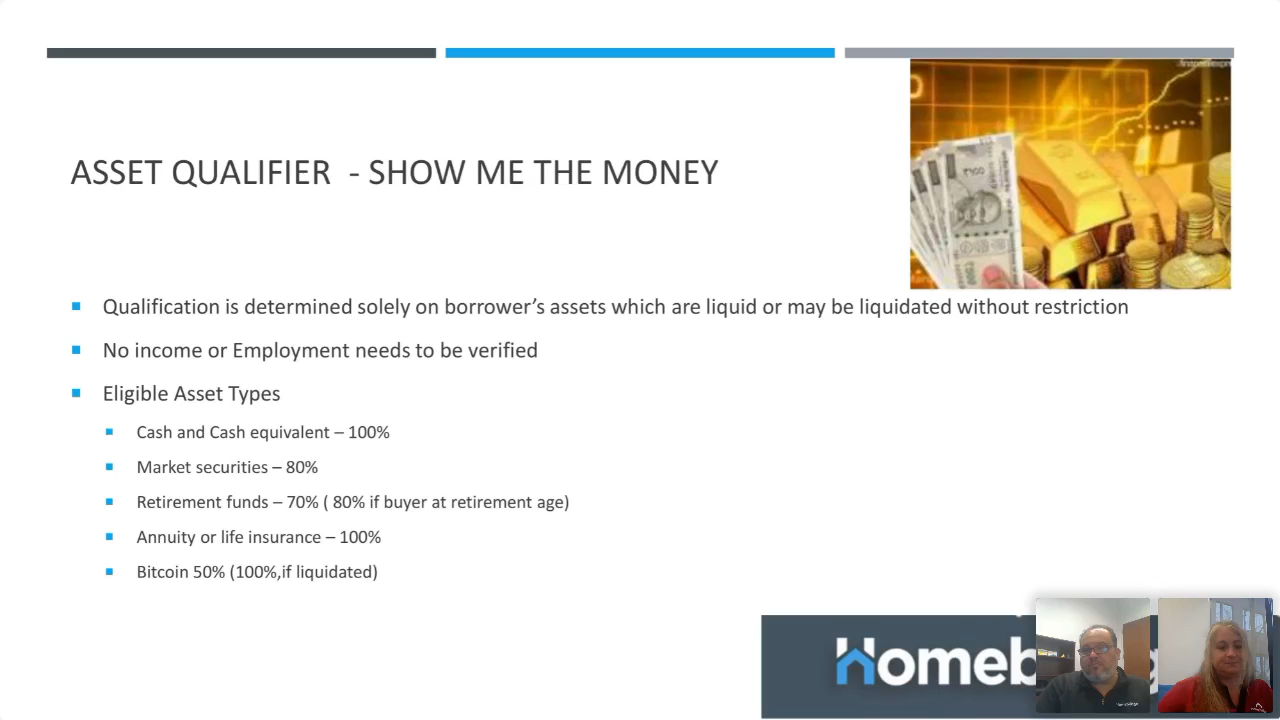 ASSET QUALIFIER - SHOW ME THE MONEY
₹100
Qualification is determined solely on borrower’s assets which are liquid or may be liquidated without restriction
No income or Employment needs to be verified
Eligible Asset Types
Cash and Cash equivalent – 100%
Market securities – 80%
Retirement funds – 70% ( 80% if buyer at retirement age)
Annuity or life insurance – 100%
Bitcoin 50% (100%,if liquidated)